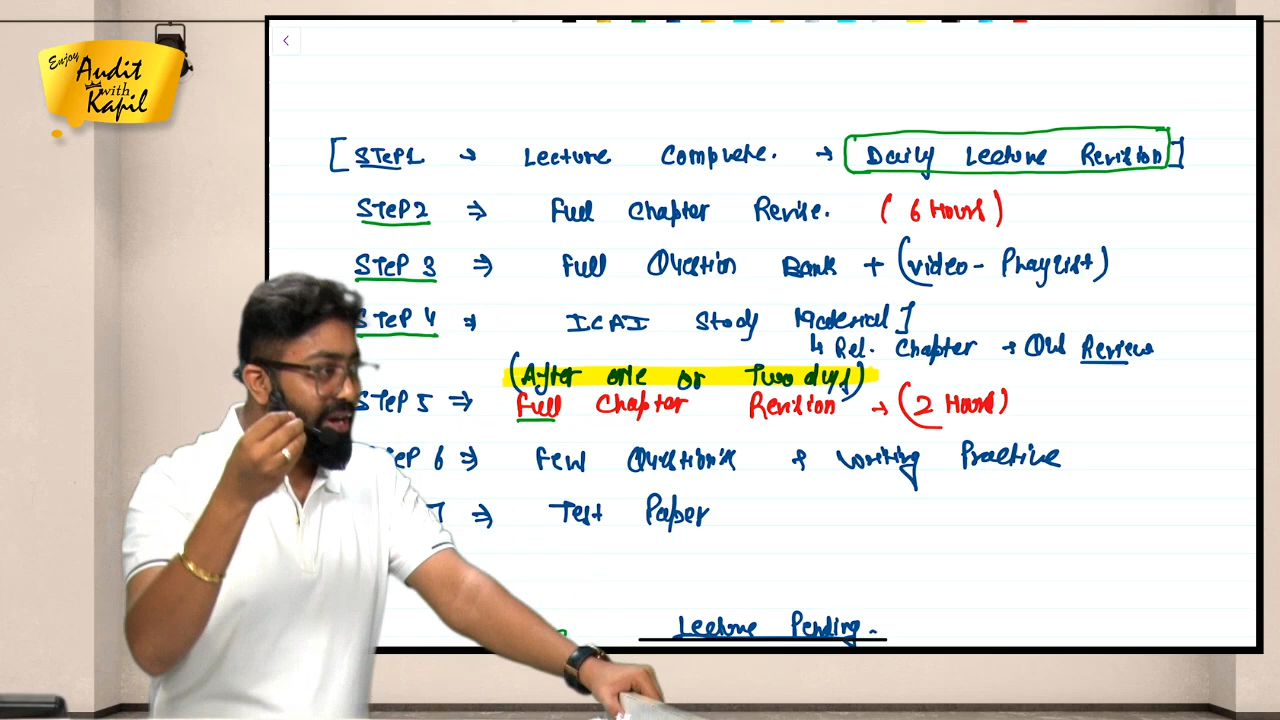 Enjoy
Audit
with
Kapil
[STEP1 → Lecture Complete. → Daily Lecture Revision]
STEP2 ⇒ Full Chapter Revise. (6 Hours)
STEP 3 ⇒ Full Question Bank + (video - Playlist)
STEP 4 ⇒ ICAI Study Material]
↳ Rel. Chapter → Review
(After one or Two days)
STEP 5 ⇒ Full Chapter Revision → (2 Hours)
STEP 6 ⇒ Few Questions + Writing Practice
7 ⇒ Test Paper
Lecture Pending.